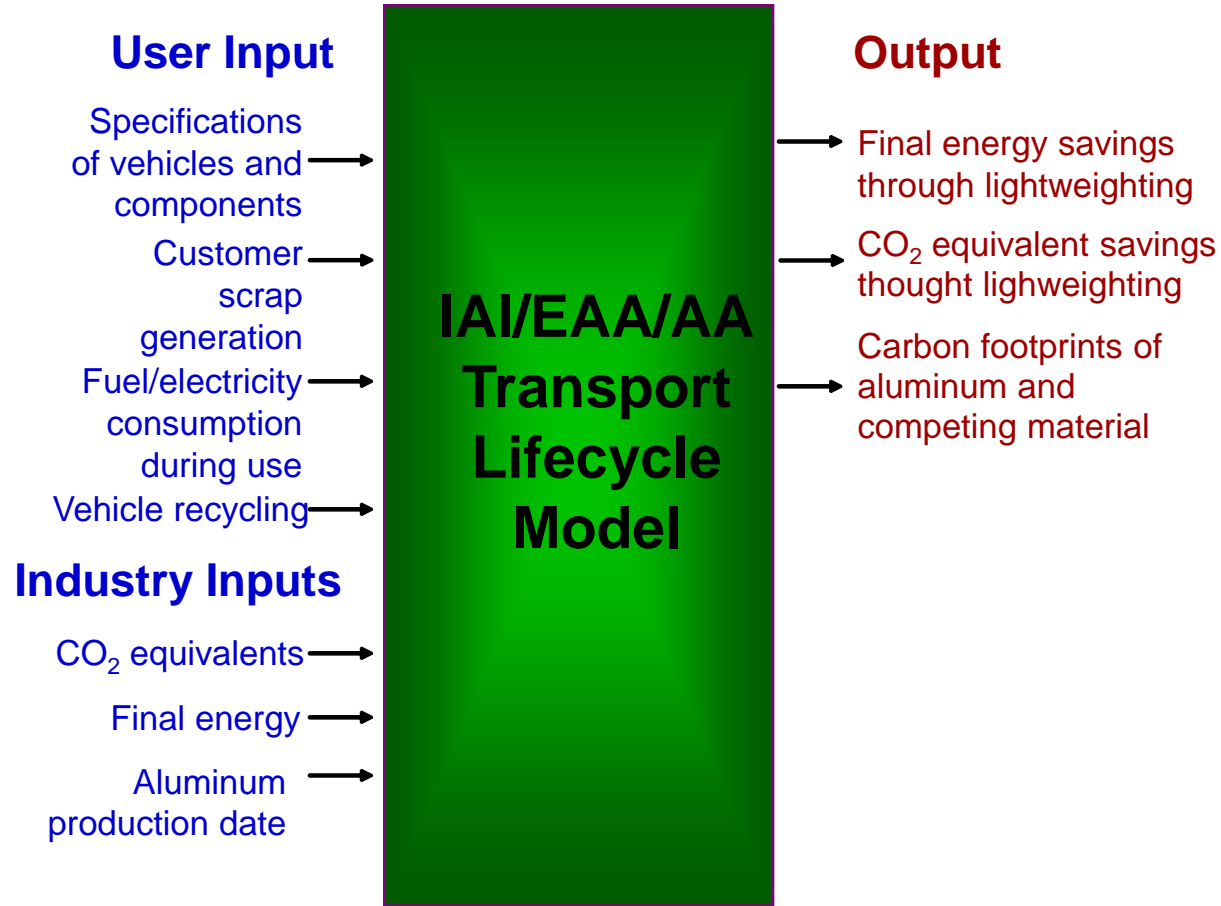 User Input
Specifications
of vehicles and
components
Customer
scrap
generation
Fuel/electricity
consumption
during use
Vehicle recycling
Industry Inputs
CO₂ equivalents
Final energy
Aluminum
production date
IAI/EAA/AA
Transport
Lifecycle
Model
Output
Final energy savings
through lightweighting
CO₂ equivalent savings
thought lighweighting
Carbon footprints of
aluminum and
competing material